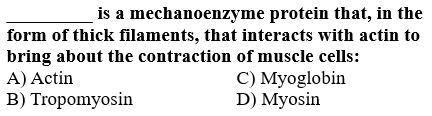 _________ is a mechanoenzyme protein that, in the
form of thick filaments, that interacts with actin to
bring about the contraction of muscle cells:
A) Actin C) Myoglobin
B) Tropomyosin D) Myosin